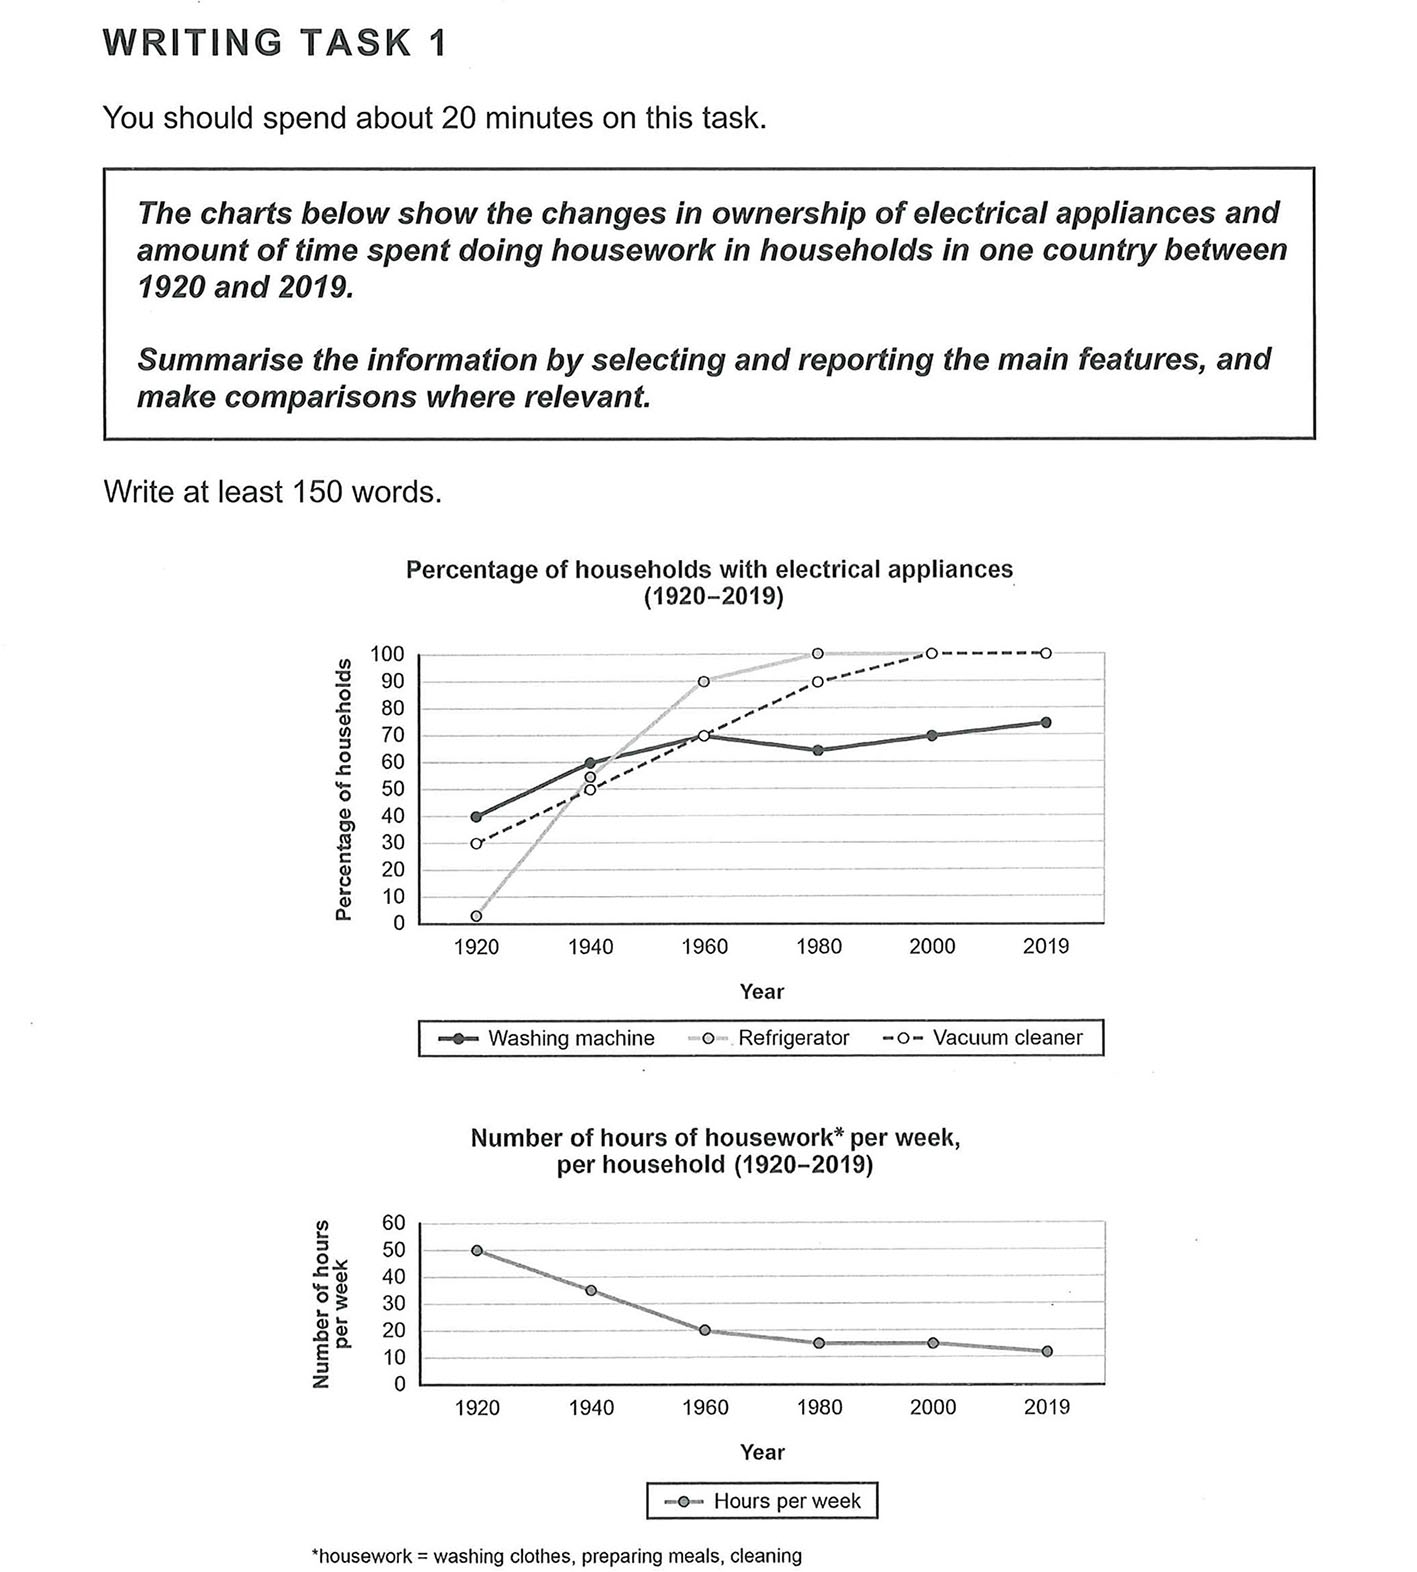 WRITING TASK 1
You should spend about 20 minutes on this task.
The charts below show the changes in ownership of electrical appliances and
amount of time spent doing housework in households in one country between
1920 and 2019.
Summarise the information by selecting and reporting the main features, and
make comparisons where relevant.
Write at least 150 words.
Percentage of households with electrical appliances
(1920–2019)
Percentage of households
100
90
80
70
60
50
40
30
20
10
0
1920 1940 1960 1980 2000 2019
Year
Washing machine Refrigerator Vacuum cleaner
Number of hours of housework* per week,
per household (1920–2019)
Number of hours
per week
60
50
40
30
20
10
0
1920 1940 1960 1980 2000 2019
Year
Hours per week
*housework = washing clothes, preparing meals, cleaning